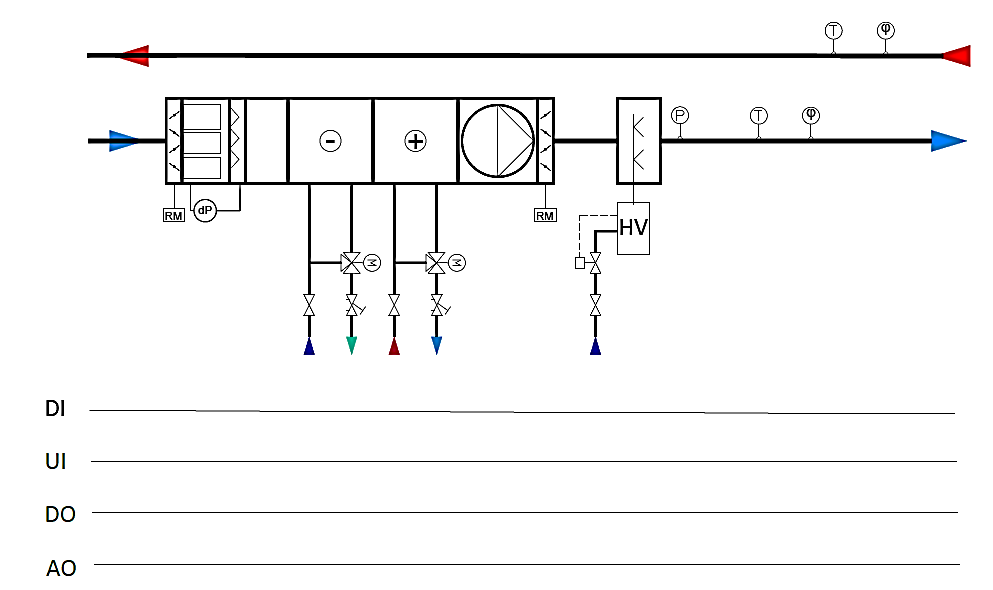 T φ
P T φ
- +
RM dP RM
HV
M M
DI
UI
DO
AO